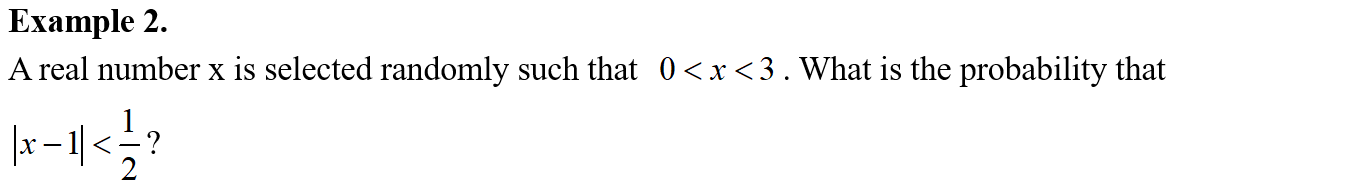 Example 2.
A real number x is selected randomly such that 0 < x < 3 . What is the probability that
|x − 1| < 1/2 ?